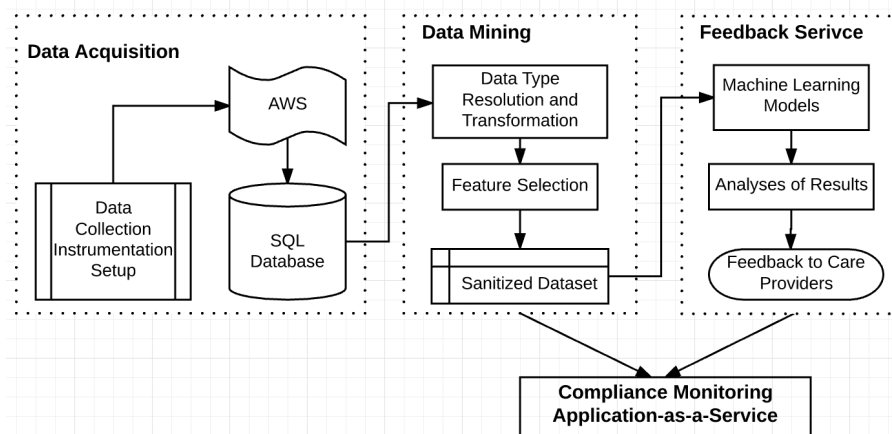 Data Acquisition
AWS
Data
Collection
Instrumentation
Setup
SQL
Database
Data Mining
Data Type
Resolution and
Transformation
Feature Selection
Sanitized Dataset
Feedback Serivce
Machine Learning
Models
Analyses of Results
Feedback to Care
Providers
Compliance Monitoring
Application-as-a-Service